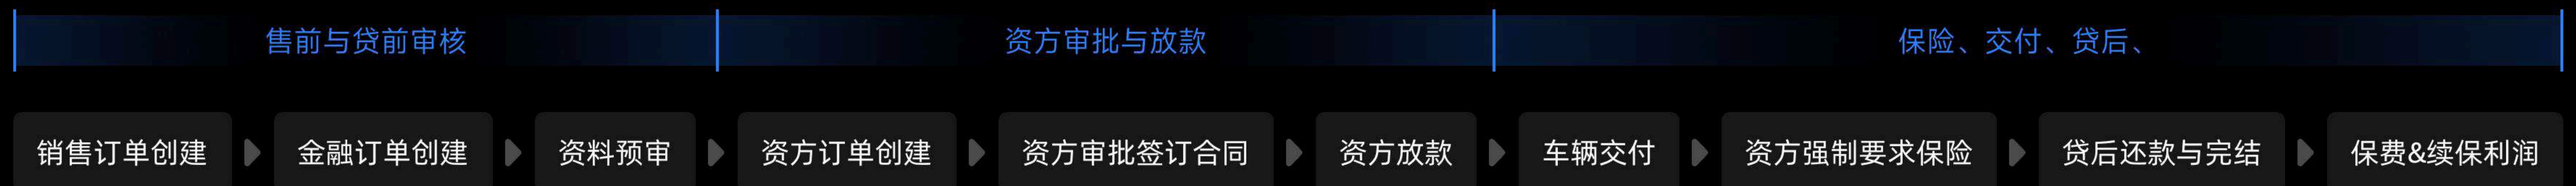 售前与贷前审核 资方审批与放款 保险、交付、贷后、
销售订单创建 金融订单创建 资料预审 资方订单创建 资方审批签订合同 资方放款 车辆交付 资方强制要求保险 贷后还款与完结 保费&续保利润